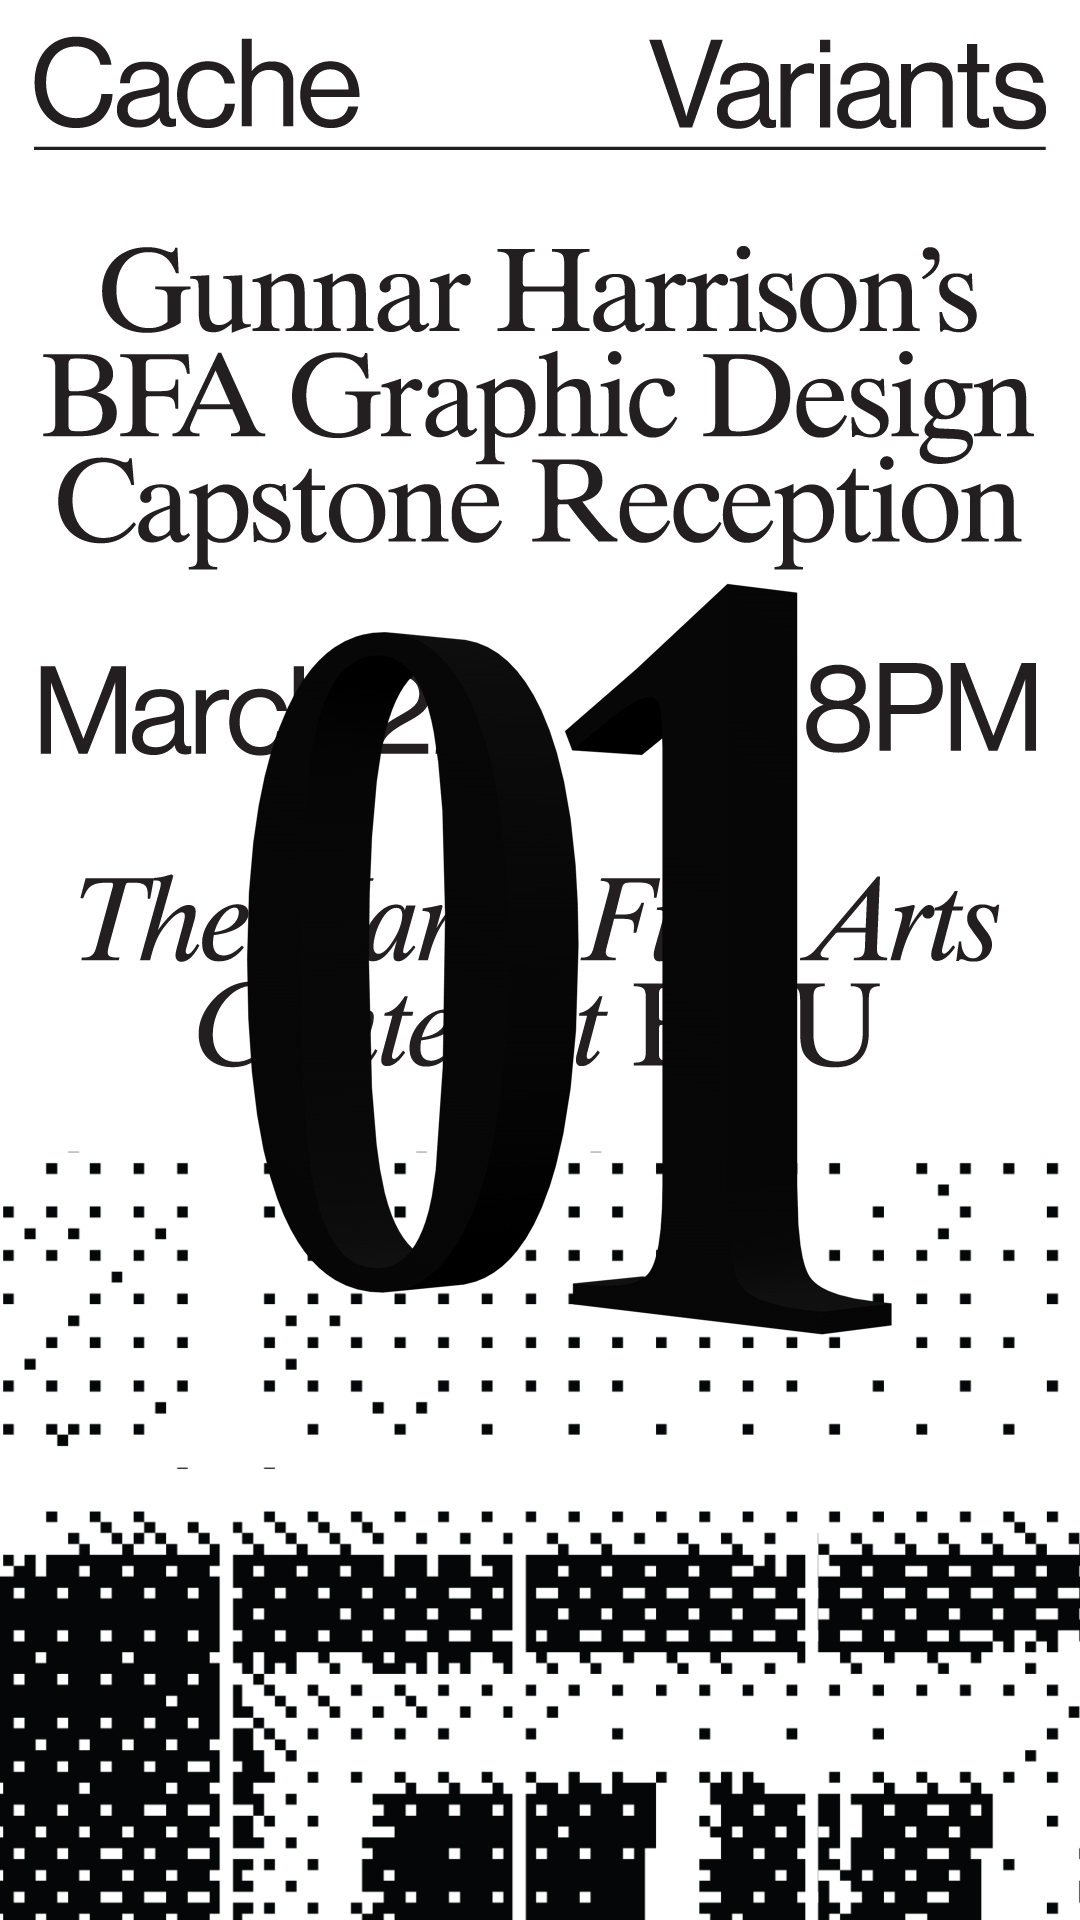 Cache Variants
Gunnar Harrison’s
BFA Graphic Design
Capstone Reception
01
March 8PM
The Arts